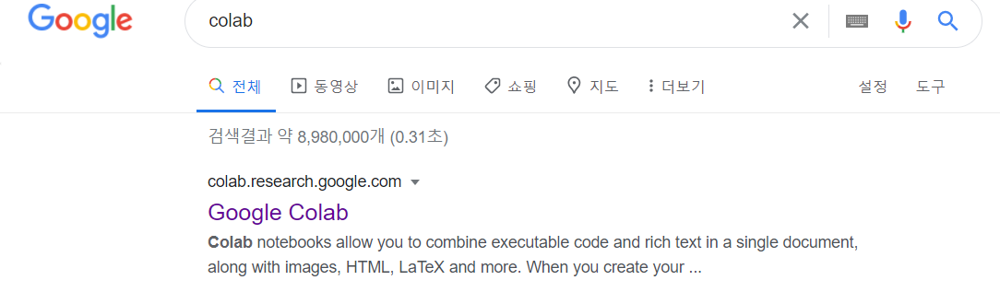 Google
colab
전체 동영상 이미지 쇼핑 지도 더보기 설정 도구
검색결과 약 8,980,000개 (0.31초)
colab.research.google.com
Google Colab
Colab notebooks allow you to combine executable code and rich text in a single document,
along with images, HTML, LaTeX and more. When you create your ...